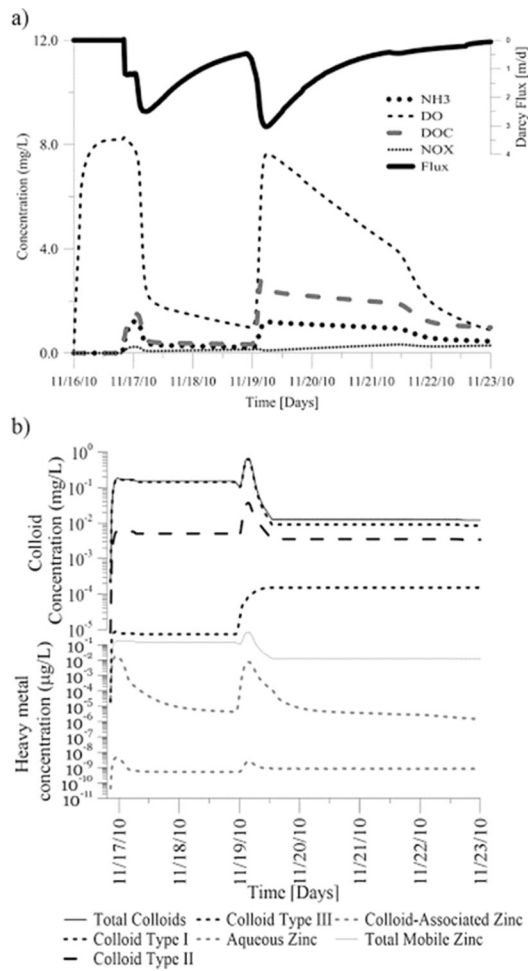 a)
12.0
8.0
4.0
0.0
Concentration (mg/L)
0
1
2
3
4
Darcy Flux [m/d]
NH3
DO
DOC
NOX
Flux
11/16/10 11/17/10 11/18/10 11/19/10 11/20/10 11/21/10 11/22/10 11/23/10
Time [Days]
b)
10⁰
10⁻¹
10⁻²
10⁻³
10⁻⁴
10⁻⁵
Colloid
Concentration (mg/L)
10⁻¹
10⁻²
10⁻³
10⁻⁴
10⁻⁵
10⁻⁶
10⁻⁷
10⁻⁸
10⁻⁹
10⁻¹⁰
10⁻¹¹
Heavy metal
concentration (µg/L)
11/17/10 11/18/10 11/19/10 11/20/10 11/21/10 11/22/10 11/23/10
Time [Days]
Total Colloids Colloid Type III Colloid-Associated Zinc
Colloid Type I Aqueous Zinc Total Mobile Zinc
Colloid Type II